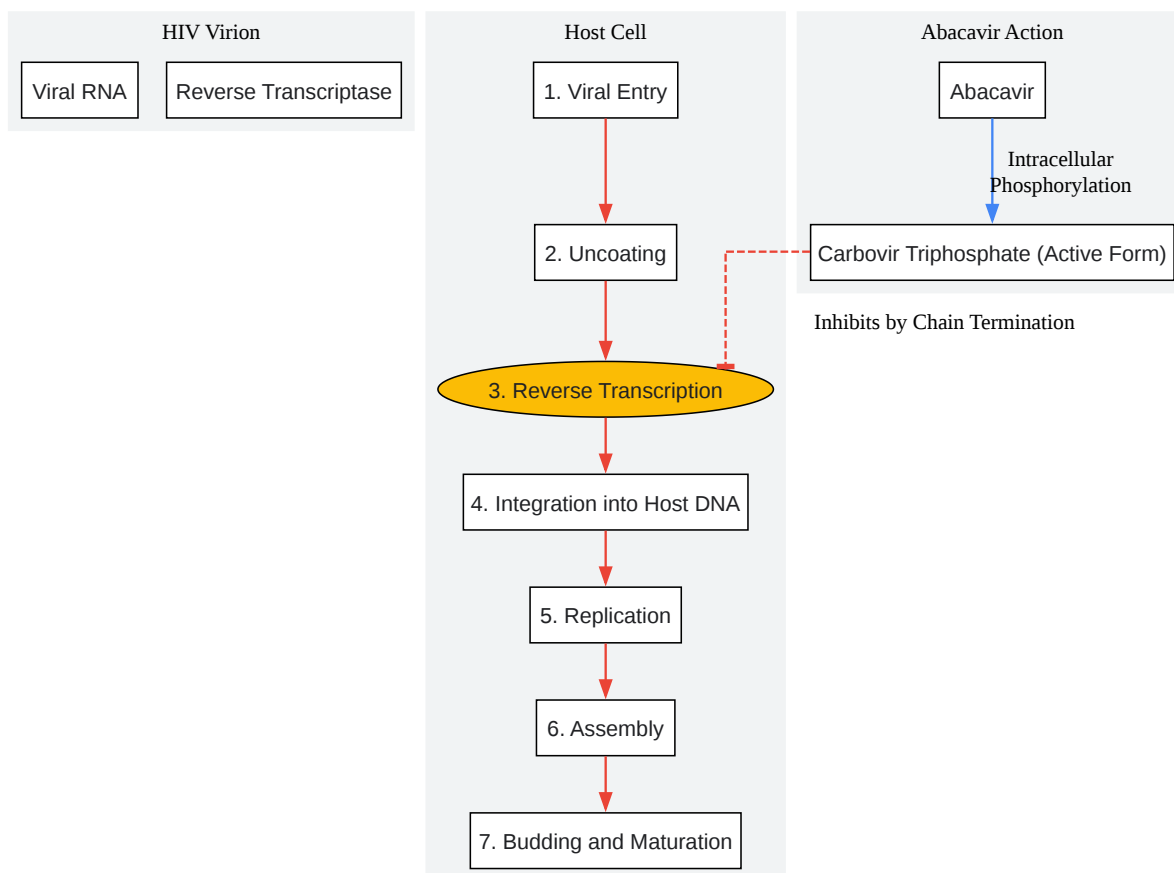 HIV Virion
Viral RNA
Reverse Transcriptase
Host Cell
1. Viral Entry
2. Uncoating
3. Reverse Transcription
4. Integration into Host DNA
5. Replication
6. Assembly
7. Budding and Maturation
Abacavir Action
Abacavir
Intracellular
Phosphorylation
Carbovir Triphosphate (Active Form)
Inhibits by Chain Termination